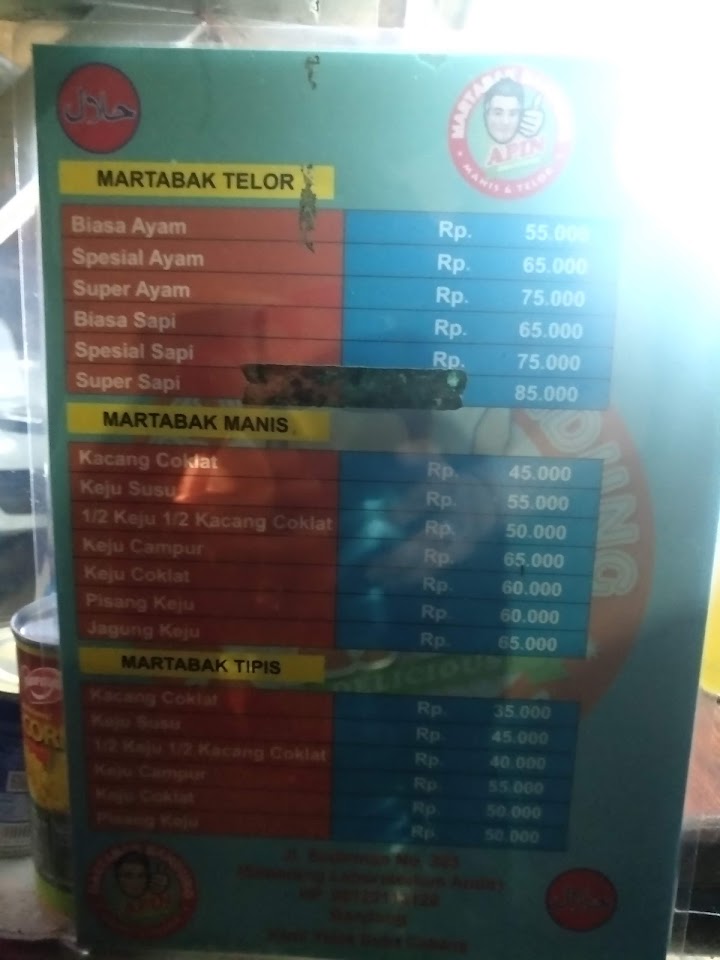 حلال
APIN
MANIS & TELOR
MARTABAK TELOR
Biasa Ayam Rp. 55.000
Spesial Ayam Rp. 65.000
Super Ayam Rp. 75.000
Biasa Sapi Rp. 65.000
Spesial Sapi Rp. 75.000
Super Sapi 85.000
MARTABAK MANIS
Kacang Coklat Rp. 45.000
Keju Susu Rp. 55.000
1/2 Keju 1/2 Kacang Coklat Rp. 50.000
Keju Campur Rp. 65.000
Keju Coklat Rp. 60.000
Pisang Keju Rp. 60.000
Jagung Keju Rp. 65.000
DELICIOUS
MARTABAK TIPIS
Kacang Coklat Rp. 35.000
Keju Susu Rp. 45.000
1/2 Keju 1/2 Kacang Coklat Rp. 40.000
Keju Campur Rp. 55.000
Keju Coklat Rp. 50.000
Pisang Keju Rp. 50.000
Bandung
حلال